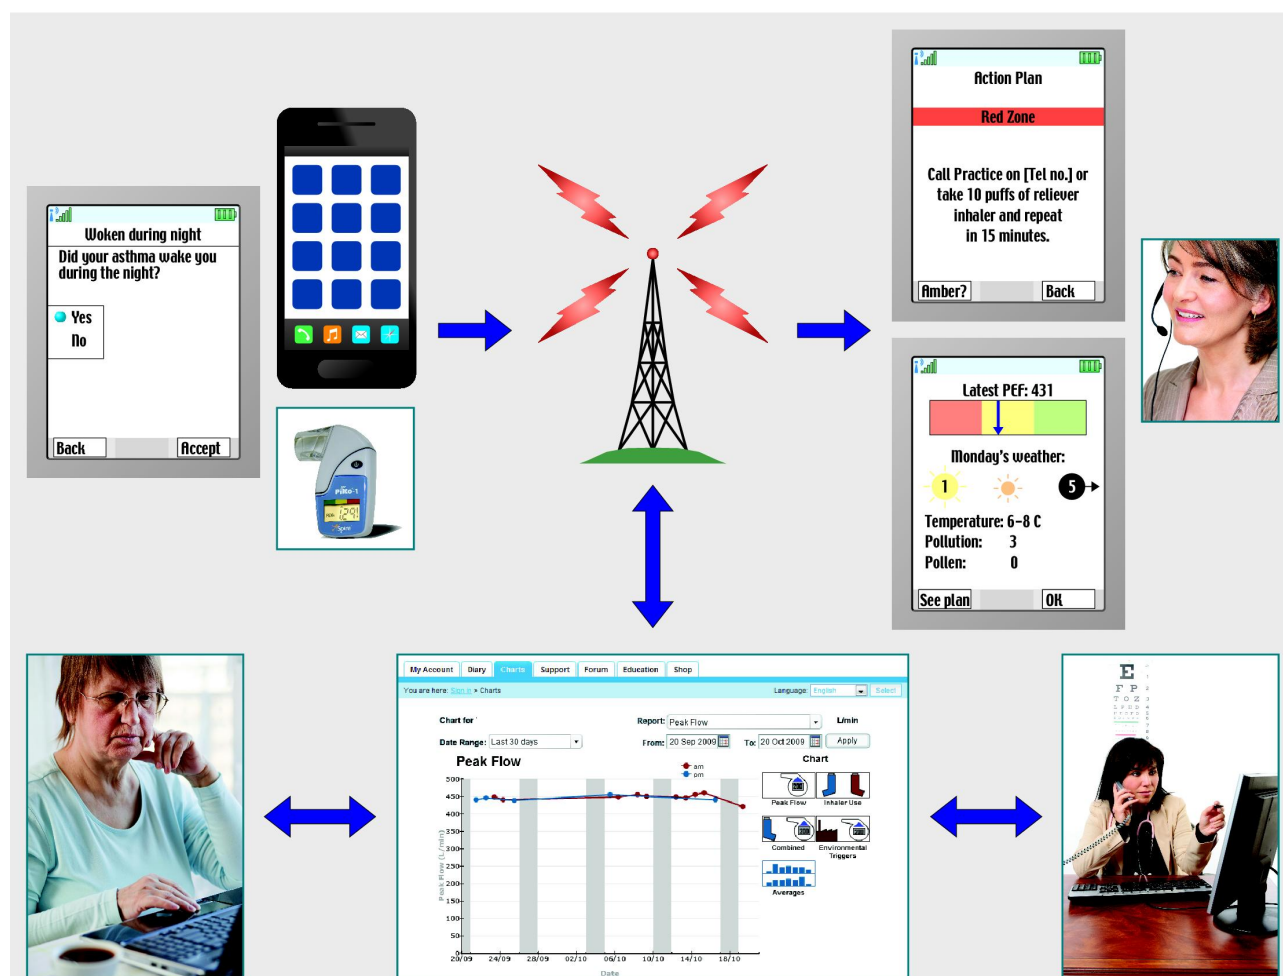 Woken during night
Did your asthma wake you
during the night?
Yes
No
Back
Accept
PiKo-1
Action Plan
Red Zone
Call Practice on [Tel no.] or
take 10 puffs of reliever
inhaler and repeat
in 15 minutes.
Amber?
Back
Latest PEF: 431
Monday's weather:
1
5
Temperature: 6-8 C
Pollution: 3
Pollen: 0
See plan
OK
My Account
Diary
Charts
Support
Forum
Education
Shop
You are here: Sign in > Charts
Language: English
Select
Chart for
Report: Peak Flow
L/min
Date Range: Last 30 days
From: 20 Sep 2009
To: 20 Oct 2009
Apply
Peak Flow
am
pm
Chart
Peak Flow
Inhaler Use
Combined
Environmental
Triggers
Averages
Peak Flow (L/min)
500
450
400
350
300
250
200
150
100
50
0
20/09
24/09
28/09
02/10
06/10
10/10
14/10
18/10
Date
E
F P
T O Z
L P E D